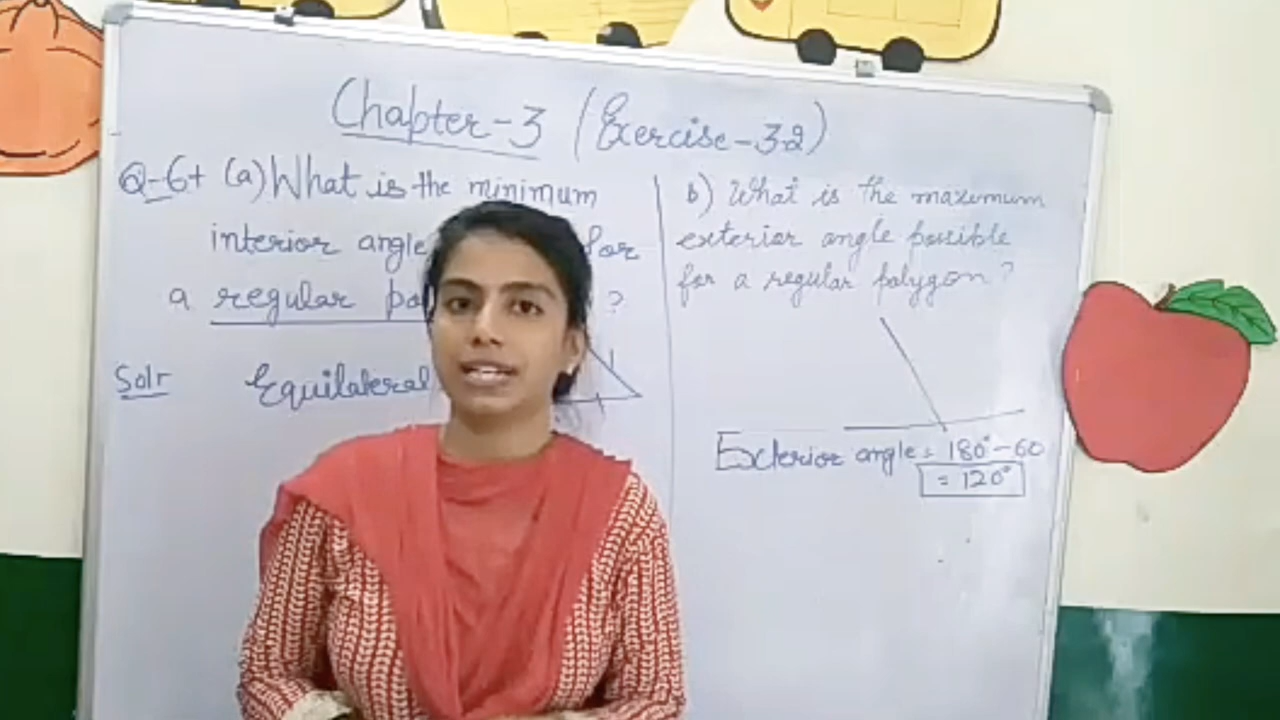 Chapter-3 (Exercise-3.2)
Q-6→ (a) What is the minimum
interior angle for
a regular ?
Soln Equilateral
b) What is the maximum
exterior angle possible
for a regular polygon?
Exterior angle = 180°-60
= 120°